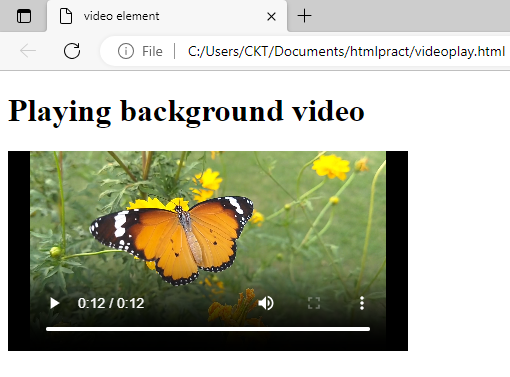 video element
File
C:/Users/CKT/Documents/htmlpract/videoplay.html
Playing background video
0:12 / 0:12